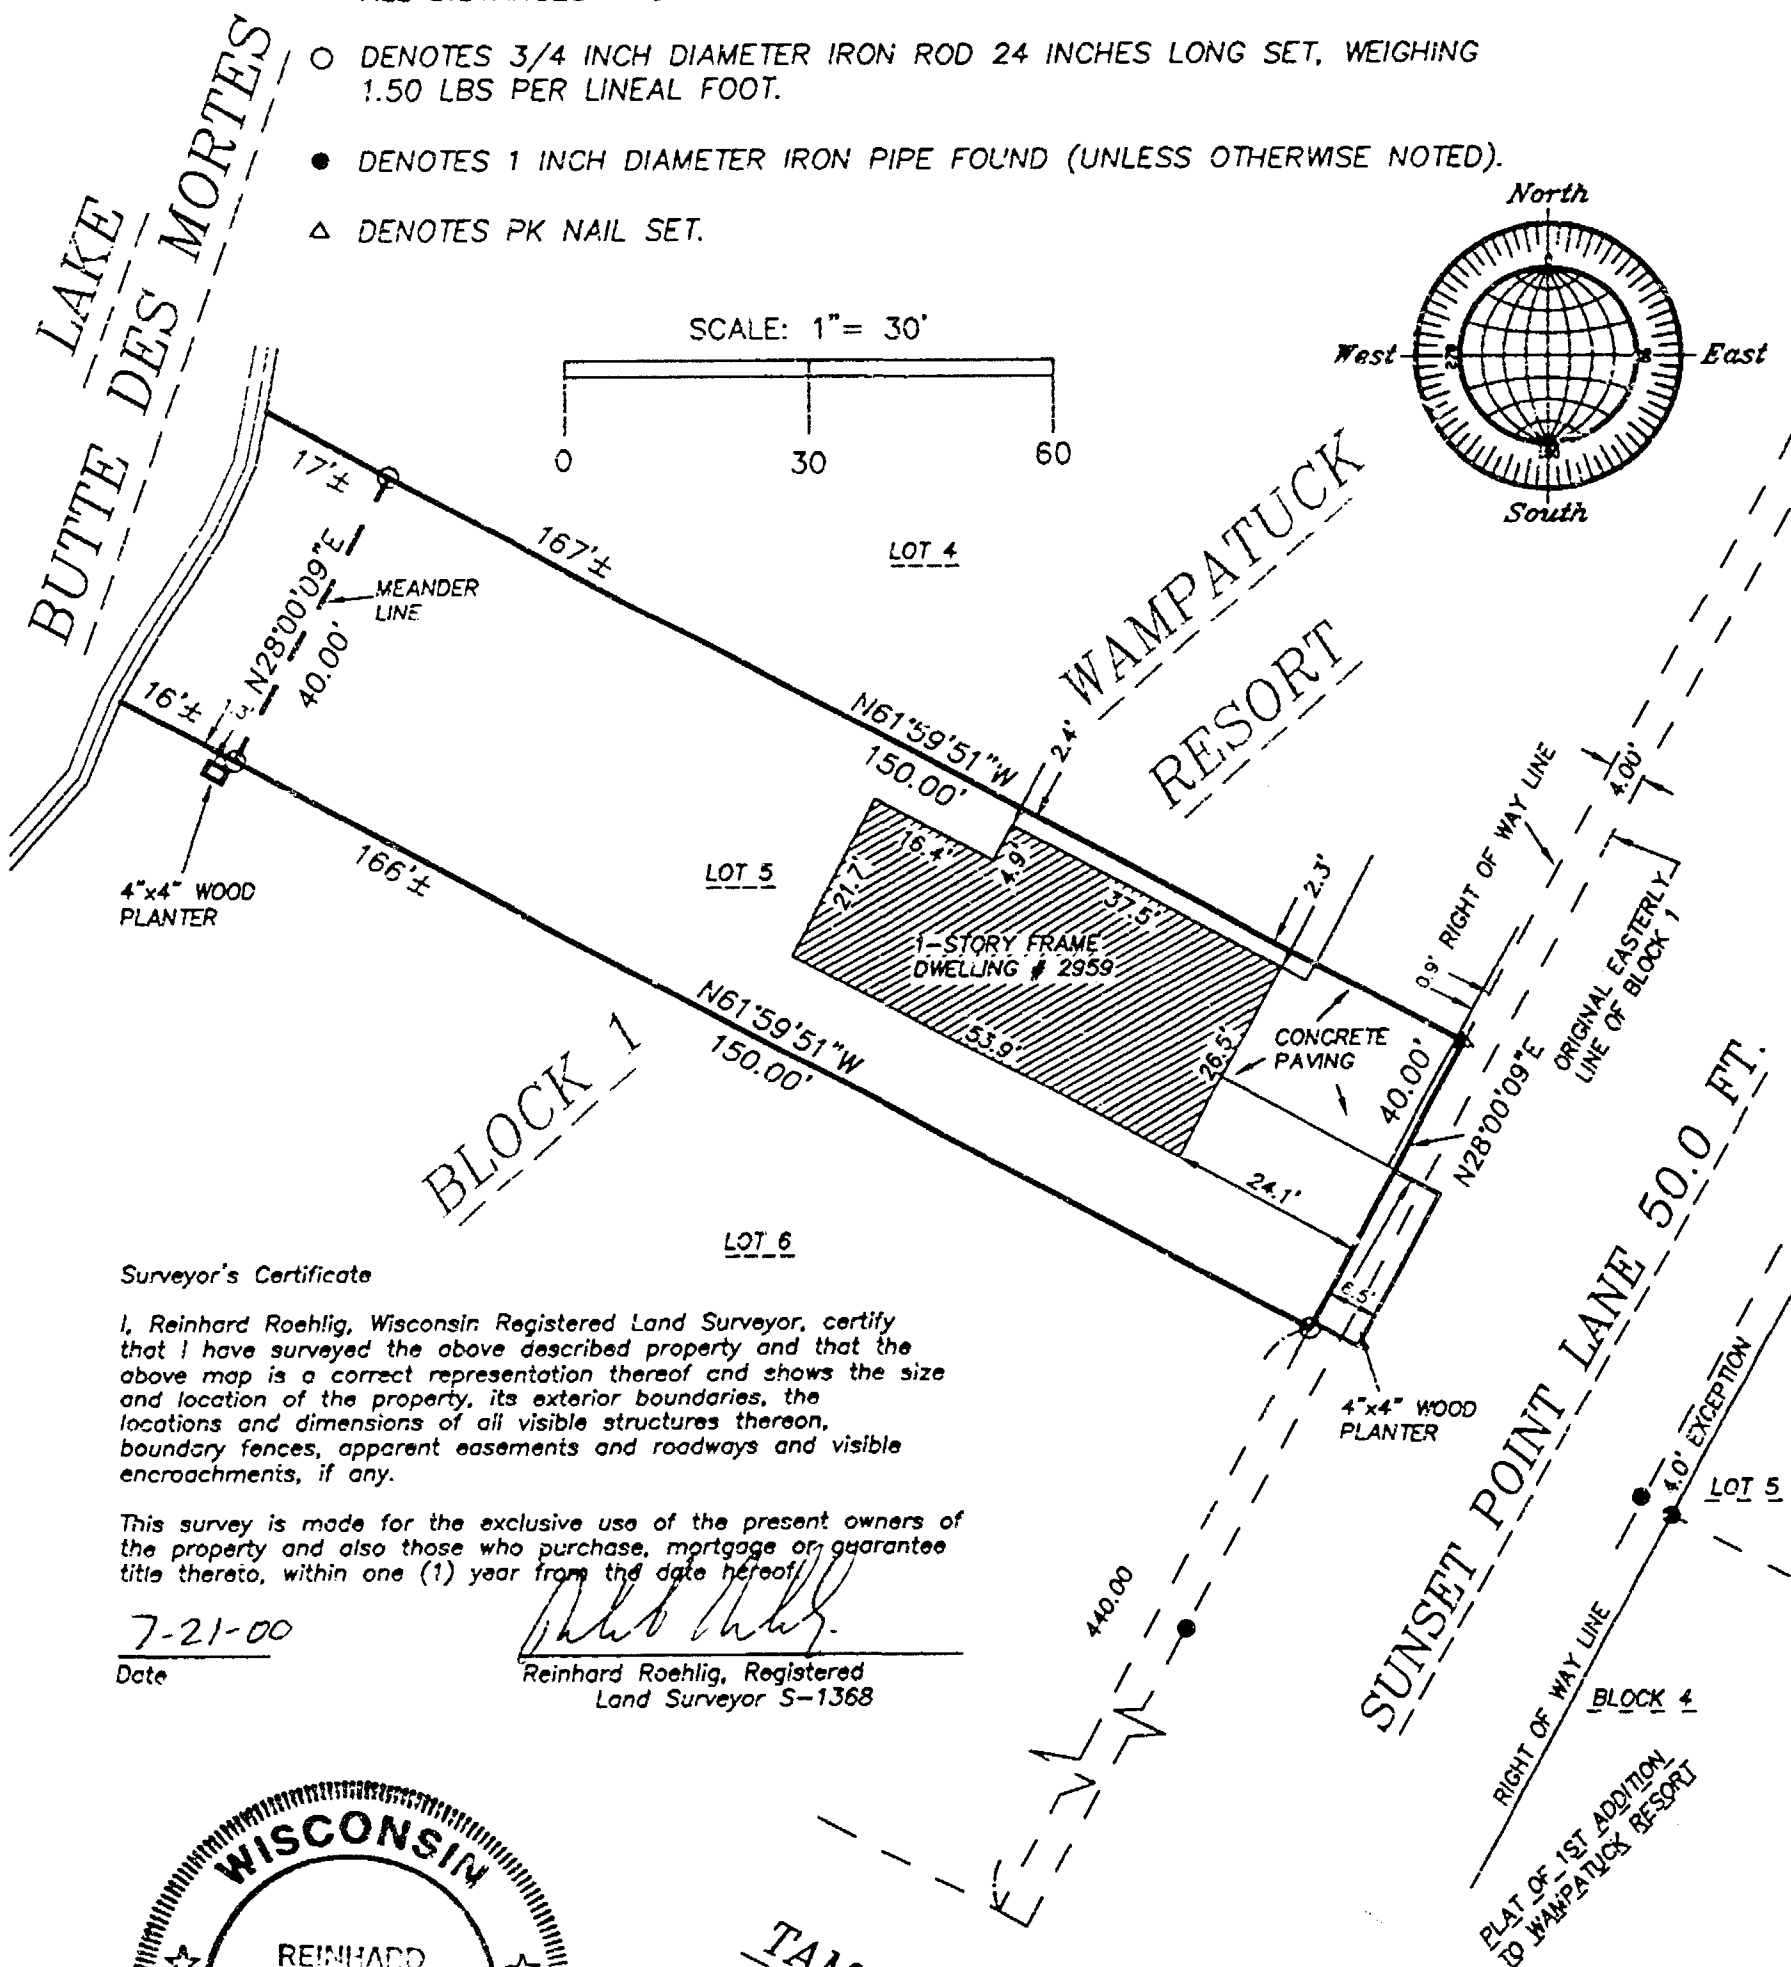 ○ DENOTES 3/4 INCH DIAMETER IRON ROD 24 INCHES LONG SET, WEIGHING
1.50 LBS PER LINEAL FOOT.
● DENOTES 1 INCH DIAMETER IRON PIPE FOUND (UNLESS OTHERWISE NOTED).
△ DENOTES PK NAIL SET.
LAKE
BUTTE DES MORTES
North
West
East
South
SCALE: 1"= 30'
0 30 60
17'±
167'±
LOT 4
WAMPATUCK
RESORT
MEANDER
LINE
N28°00'09"E
40.00'
16'±
1.3'
4"x4" WOOD
PLANTER
166'±
N61°59'51"W
150.00'
2.4'
LOT 5
16.4'
4.9'
21.7'
37.5'
2.3'
1-STORY FRAME
DWELLING # 2959
53.9'
26.5'
CONCRETE
PAVING
4.00'
RIGHT OF WAY LINE
0.9'
ORIGINAL EASTERLY
LINE OF BLOCK 1
40.00'
N28°00'09"E
24.1'
6.5'
N61°59'51"W
150.00'
BLOCK 1
LOT 6
4"x4" WOOD
PLANTER
SUNSET POINT LANE 50.0 FT.
4.0' EXCEPTION
LOT 5
440.00
RIGHT OF WAY LINE
BLOCK 4
PLAT OF 1ST ADDITION
TO WAMPATUCK RESORT
Surveyor's Certificate
I, Reinhard Roehlig, Wisconsin Registered Land Surveyor, certify
that I have surveyed the above described property and that the
above map is a correct representation thereof and shows the size
and location of the property, its exterior boundaries, the
locations and dimensions of all visible structures thereon,
boundary fences, apparent easements and roadways and visible
encroachments, if any.
This survey is made for the exclusive use of the present owners of
the property and also those who purchase, mortgage or guarantee
title thereto, within one (1) year from the date hereof.
7-21-00
Date
Reinhard Roehlig, Registered
Land Surveyor S-1368
WISCONSIN
REINHARD